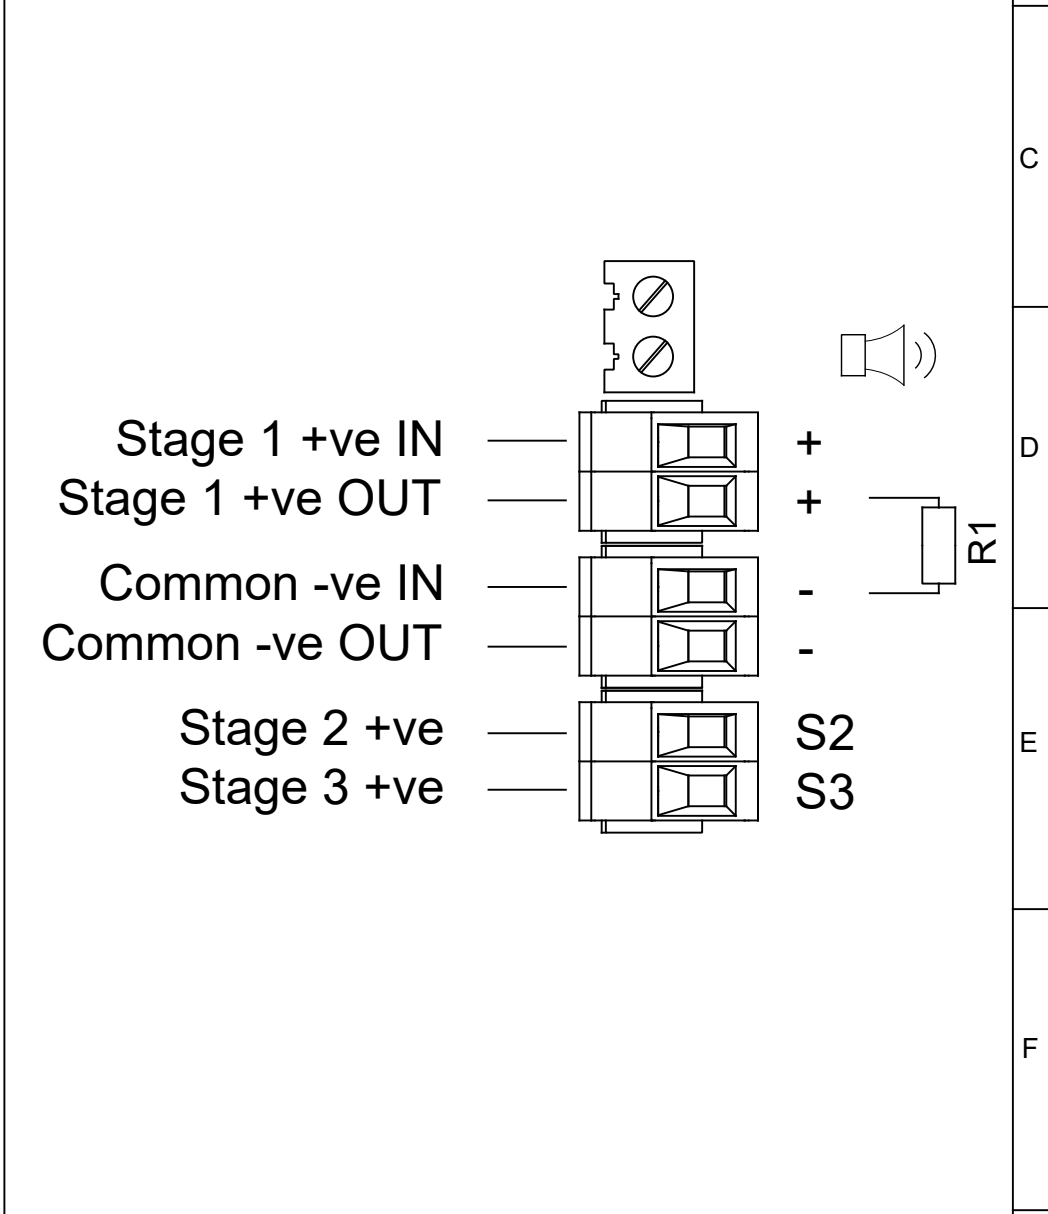 C
Stage 1 +ve IN
+
D
Stage 1 +ve OUT
+
R1
Common -ve IN
-
Common -ve OUT
-
Stage 2 +ve
S2
E
Stage 3 +ve
S3
F